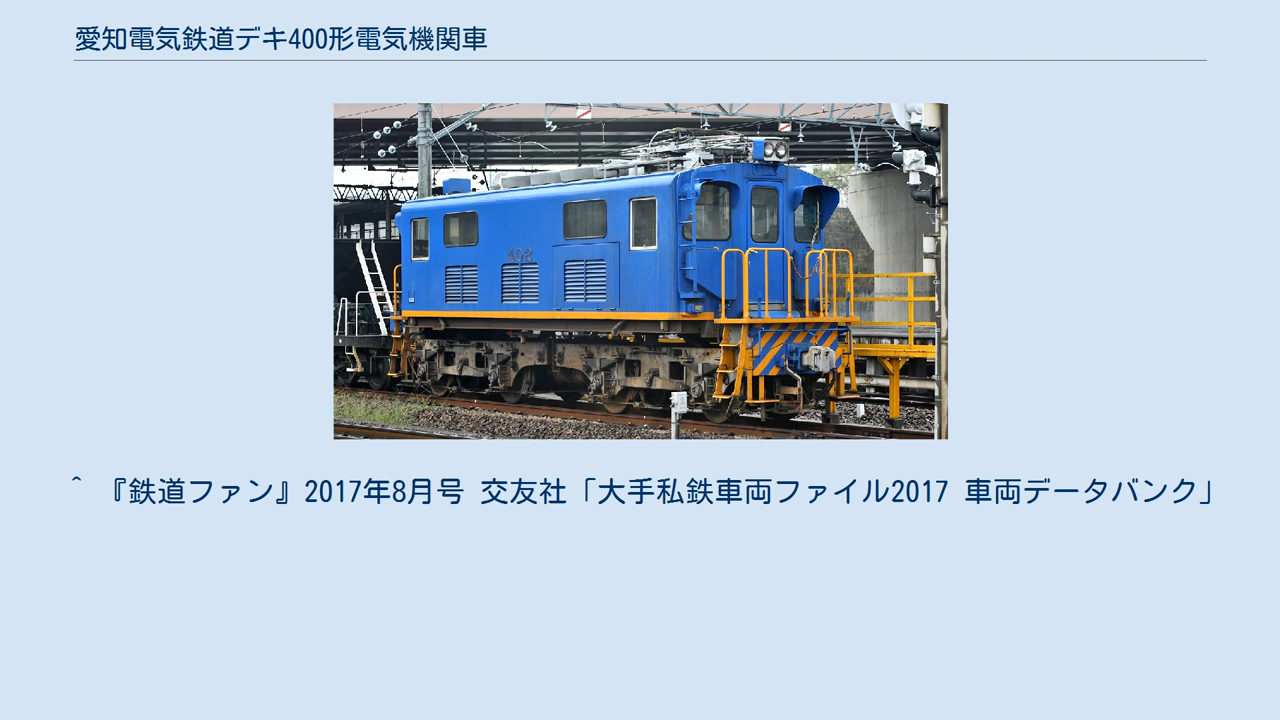 愛知電気鉄道デキ400形電気機関車
^ 『鉄道ファン』2017年8月号 交友社「大手私鉄車両ファイル2017 車両データバンク」